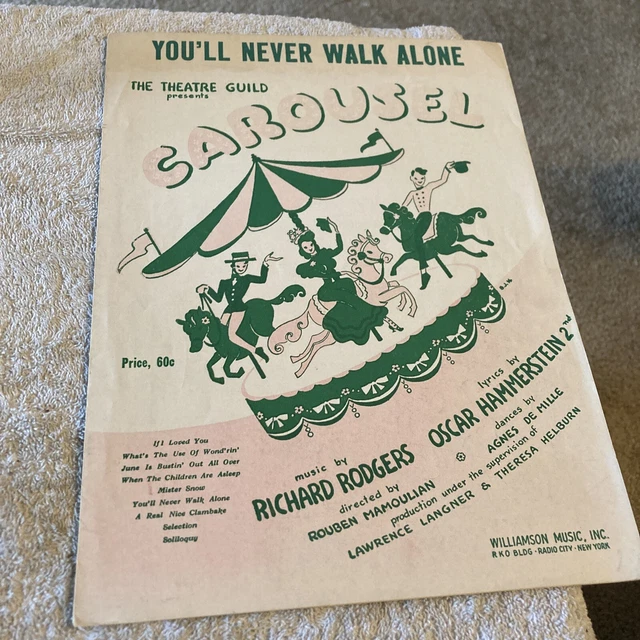 YOU'LL NEVER WALK ALONE
THE THEATRE GUILD
presents
CAROUSEL
Price, 60c
If I Loved You
What's The Use Of Wond'rin'
June Is Bustin' Out All Over
When The Children Are Asleep
Mister Snow
You'll Never Walk Alone
A Real Nice Clambake
Selection
Soliloquy
music by
RICHARD RODGERS
lyrics by
OSCAR HAMMERSTEIN 2nd
directed by
ROUBEN MAMOULIAN
dances by
AGNES DE MILLE
production under the supervision of
LAWRENCE LANGNER & THERESA HELBURN
WILLIAMSON MUSIC, INC.
RKO BLDG · RADIO CITY · NEW YORK